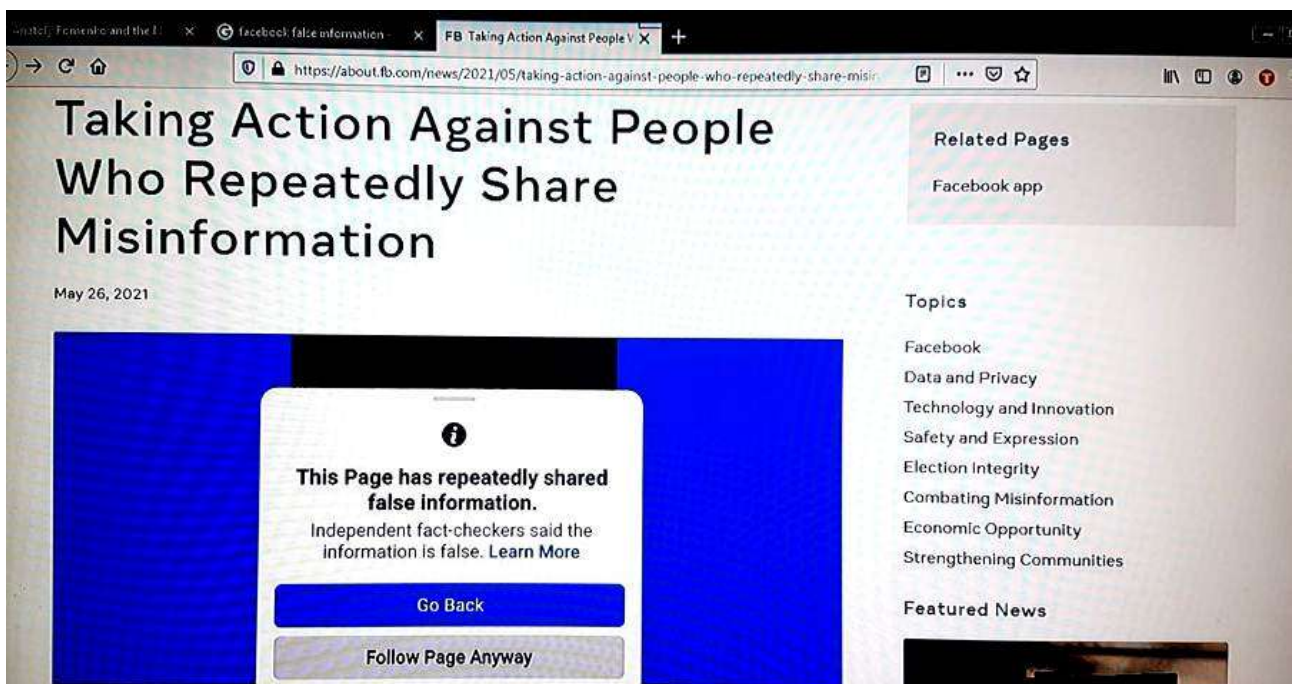 Fomenko and the
facebook false information -
FB Taking Action Against People
https://about.fb.com/news/2021/05/taking-action-against-people-who-repeatedly-share-misin
Taking Action Against People
Who Repeatedly Share
Misinformation
May 26, 2021
This Page has repeatedly shared
false information.
Independent fact-checkers said the
information is false. Learn More
Go Back
Follow Page Anyway
Related Pages
Facebook app
Topics
Facebook
Data and Privacy
Technology and Innovation
Safety and Expression
Election Integrity
Combating Misinformation
Economic Opportunity
Strengthening Communities
Featured News